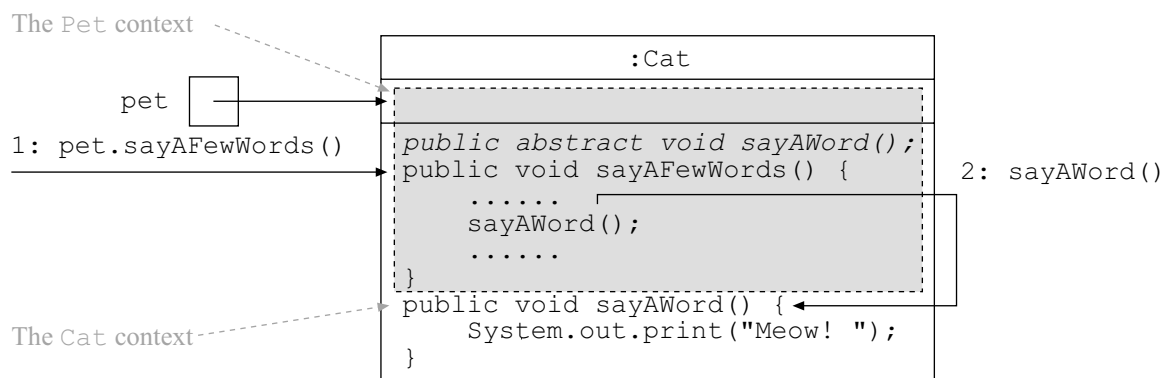 The Pet context
:Cat
pet
1: pet.sayAFewWords()
public abstract void sayAWord();
public void sayAFewWords() {
......
2: sayAWord()
sayAWord();
......
}
public void sayAWord() {
The Cat context
System.out.print("Meow! ");
}